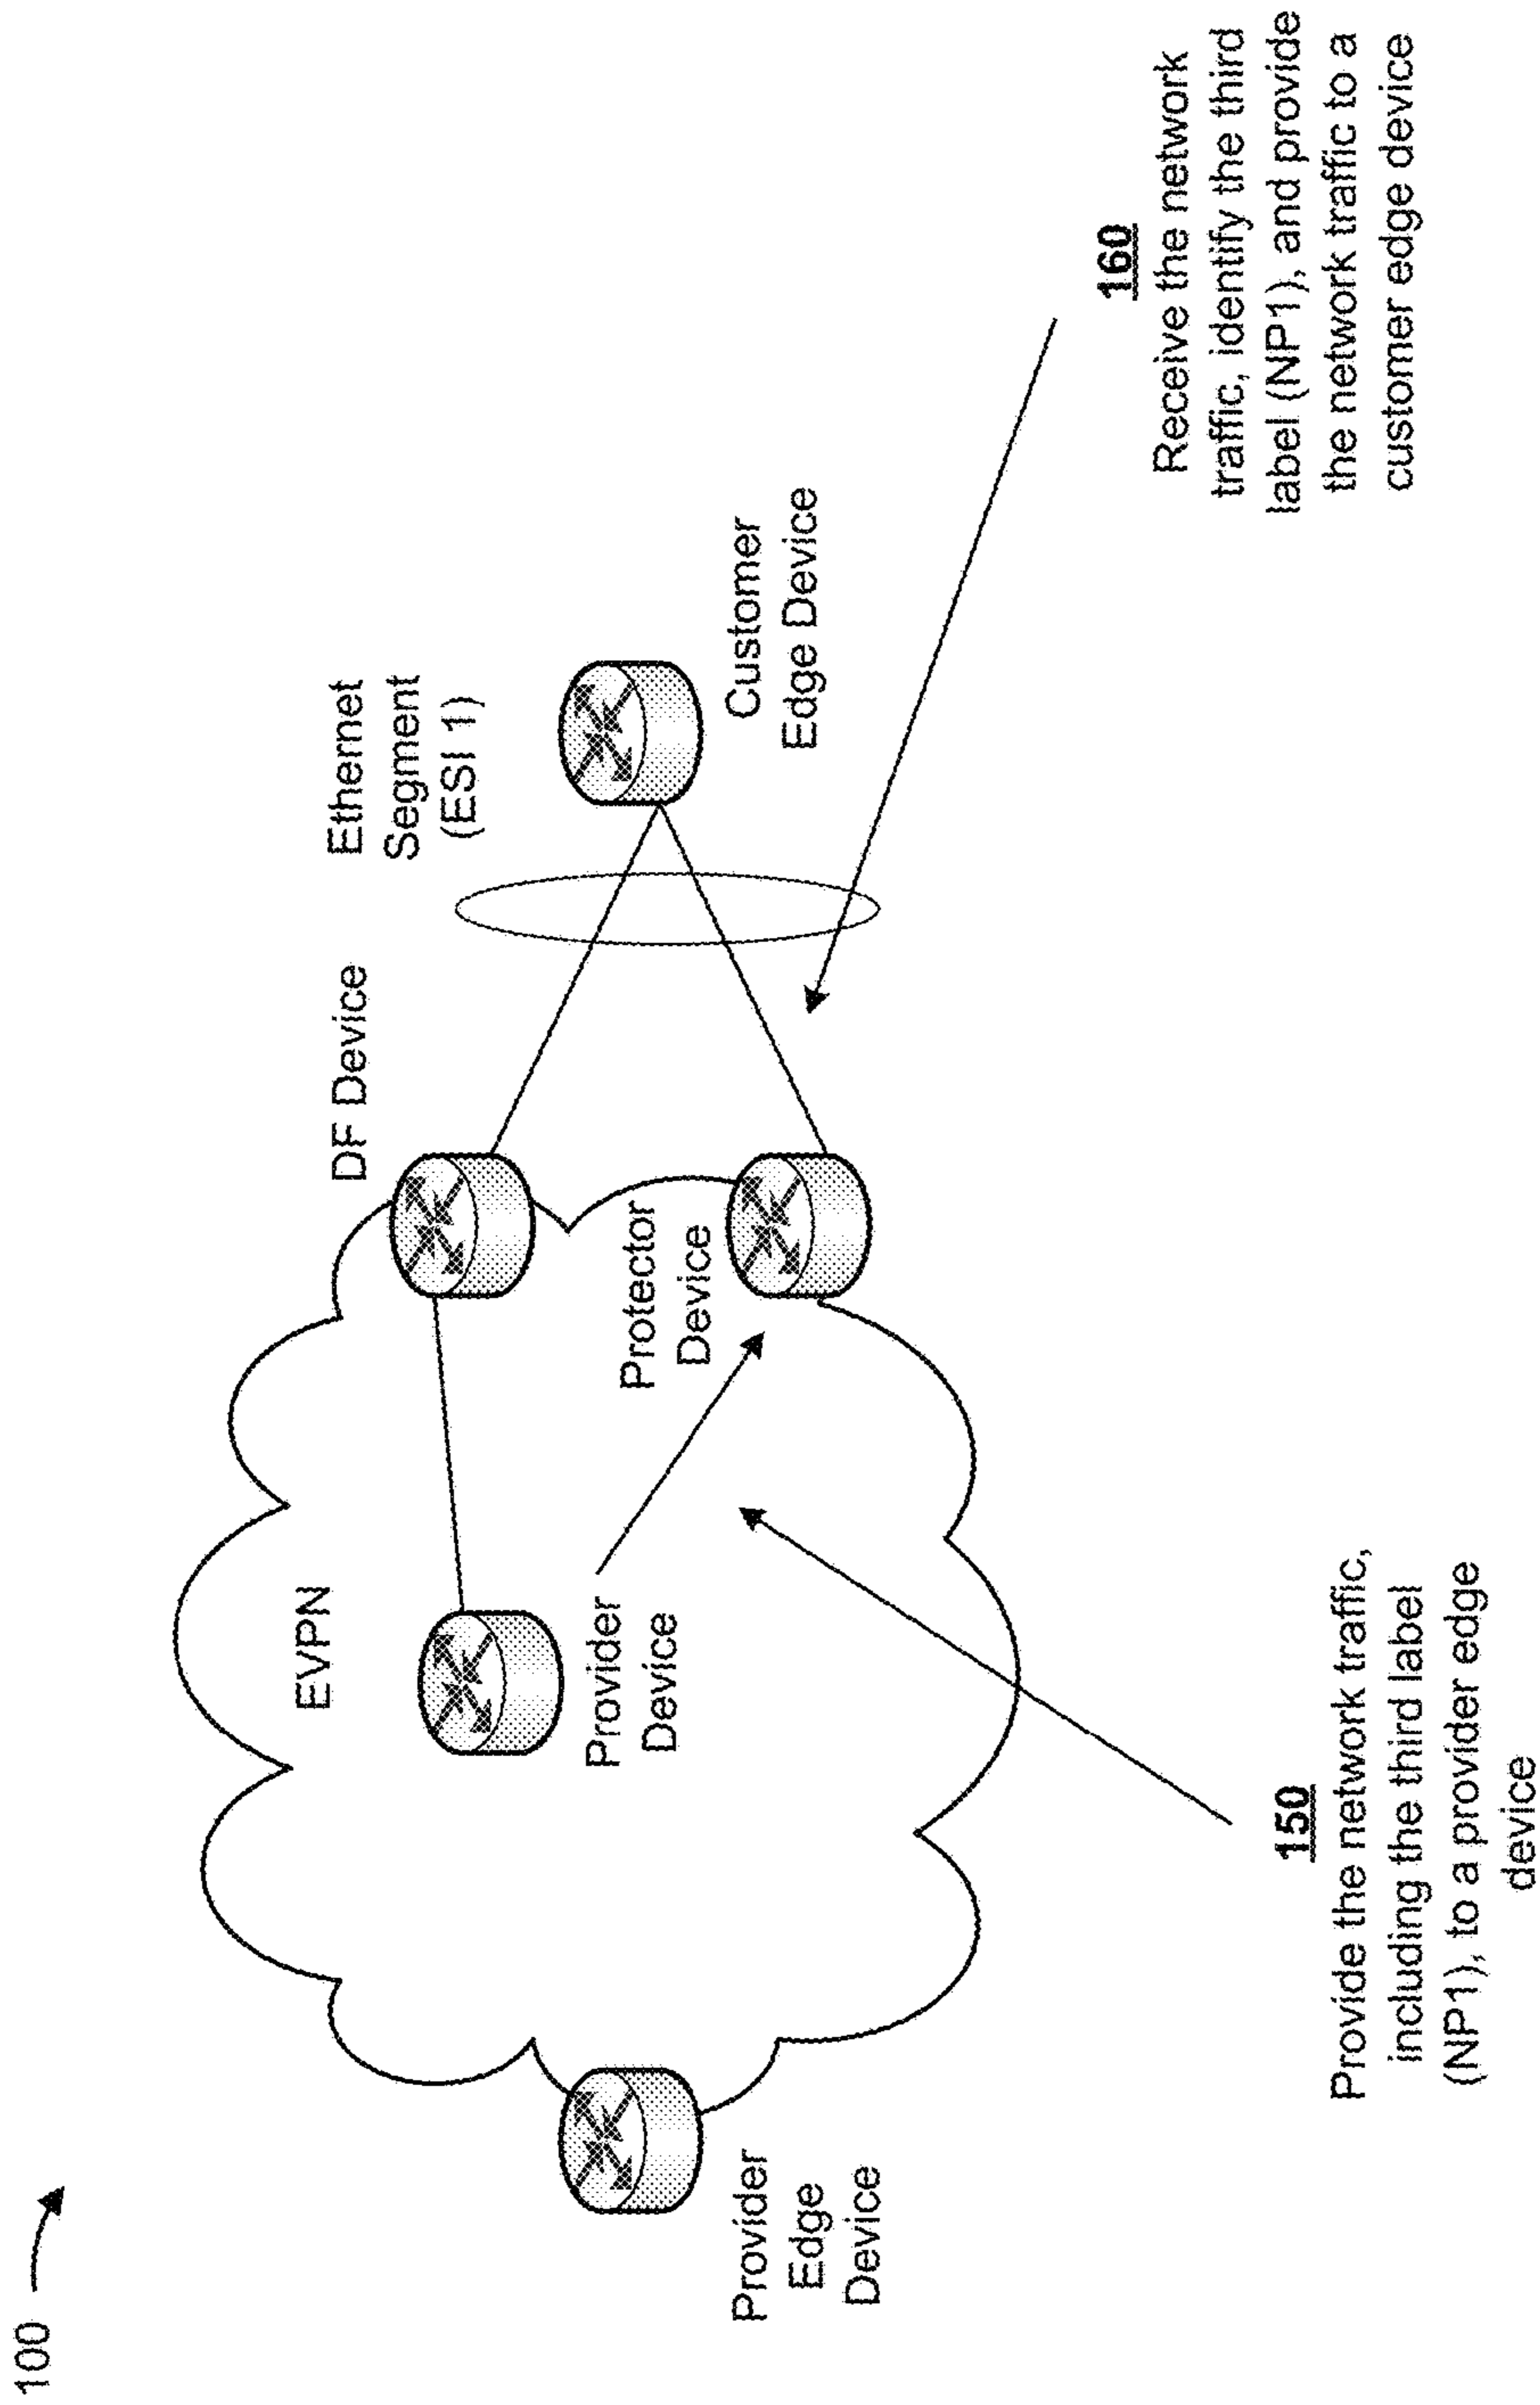 100
EVPN
Provider
Edge
Device
Provider
Device
DF Device
Protector
Device
Ethernet
Segment
(ESI 1)
Customer
Edge Device
150
Provide the network traffic,
including the third label
(NP1), to a provider edge
device
160
Receive the network
traffic, identify the third
label (NP1), and provide
the network traffic to a
customer edge device